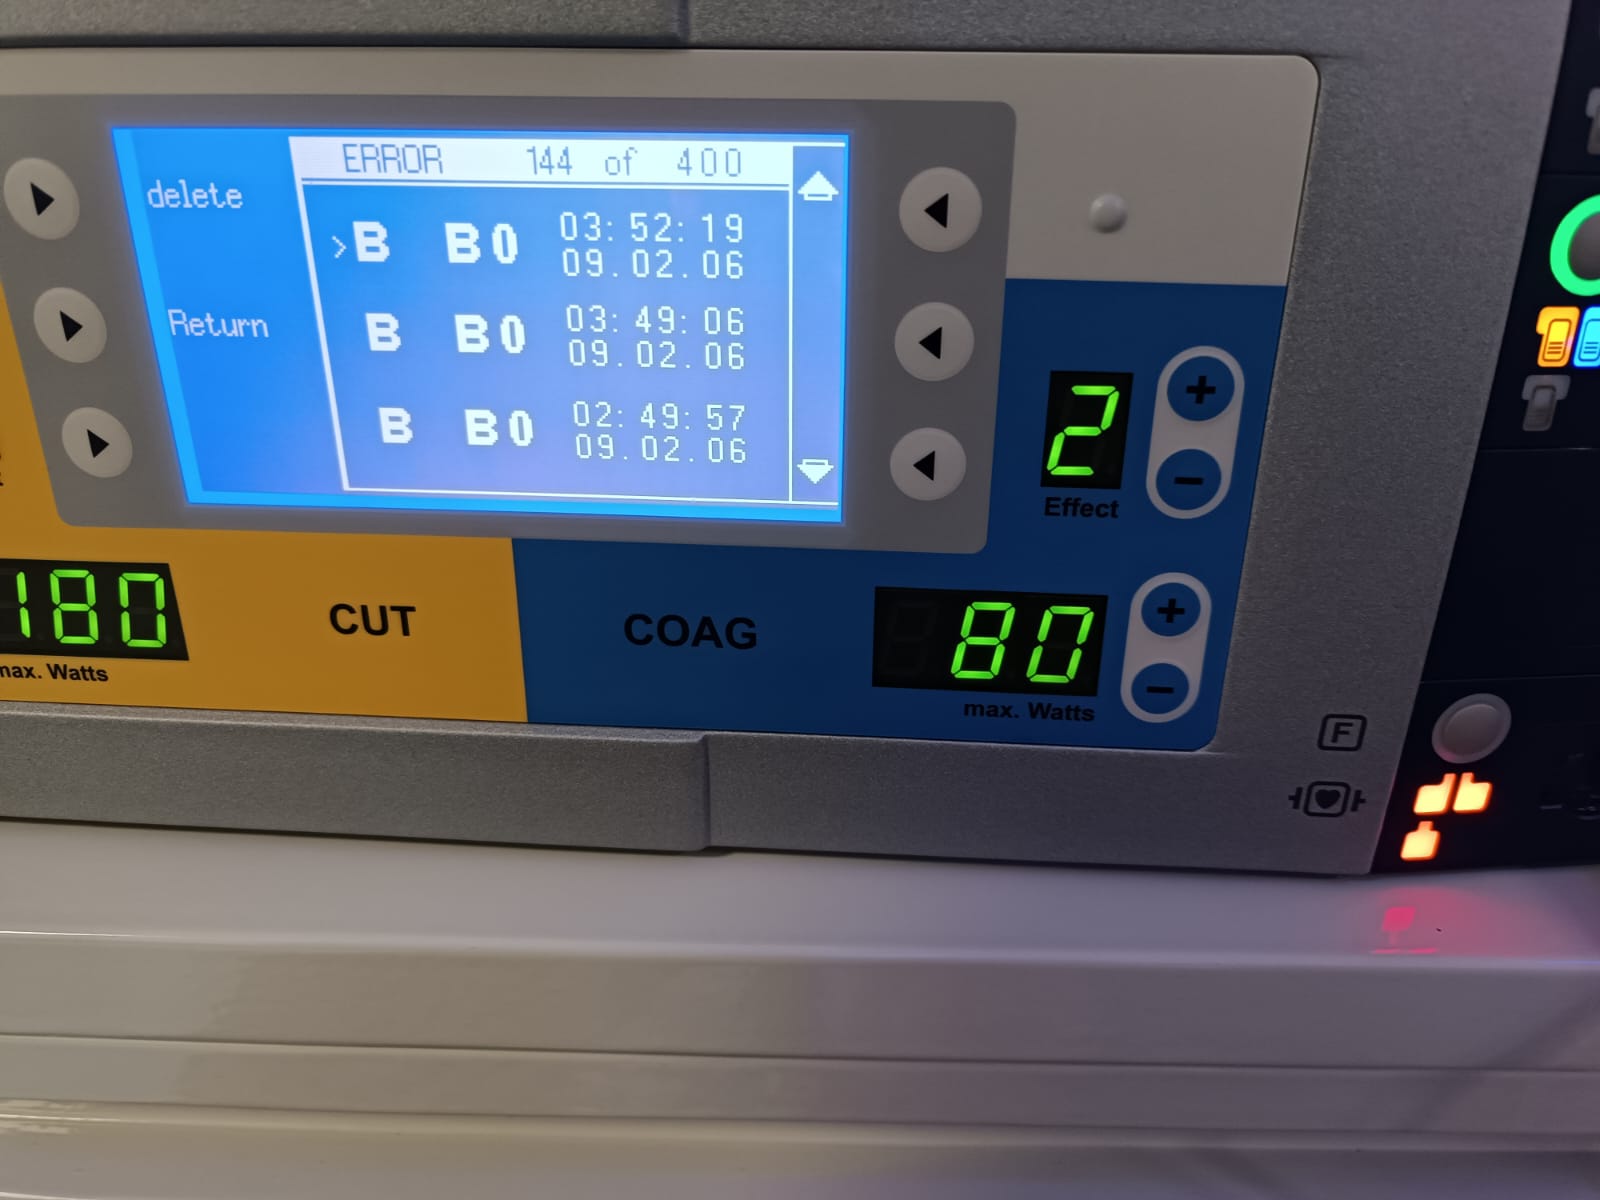 ERROR 144 of 400
delete
>B B0 03:52:19
09.02.06
Return
B B0 03:49:06
09.02.06
B B0 02:49:57
09.02.06
2
+
-
Effect
180
max. Watts
CUT
COAG
80
max. Watts
+
-
F